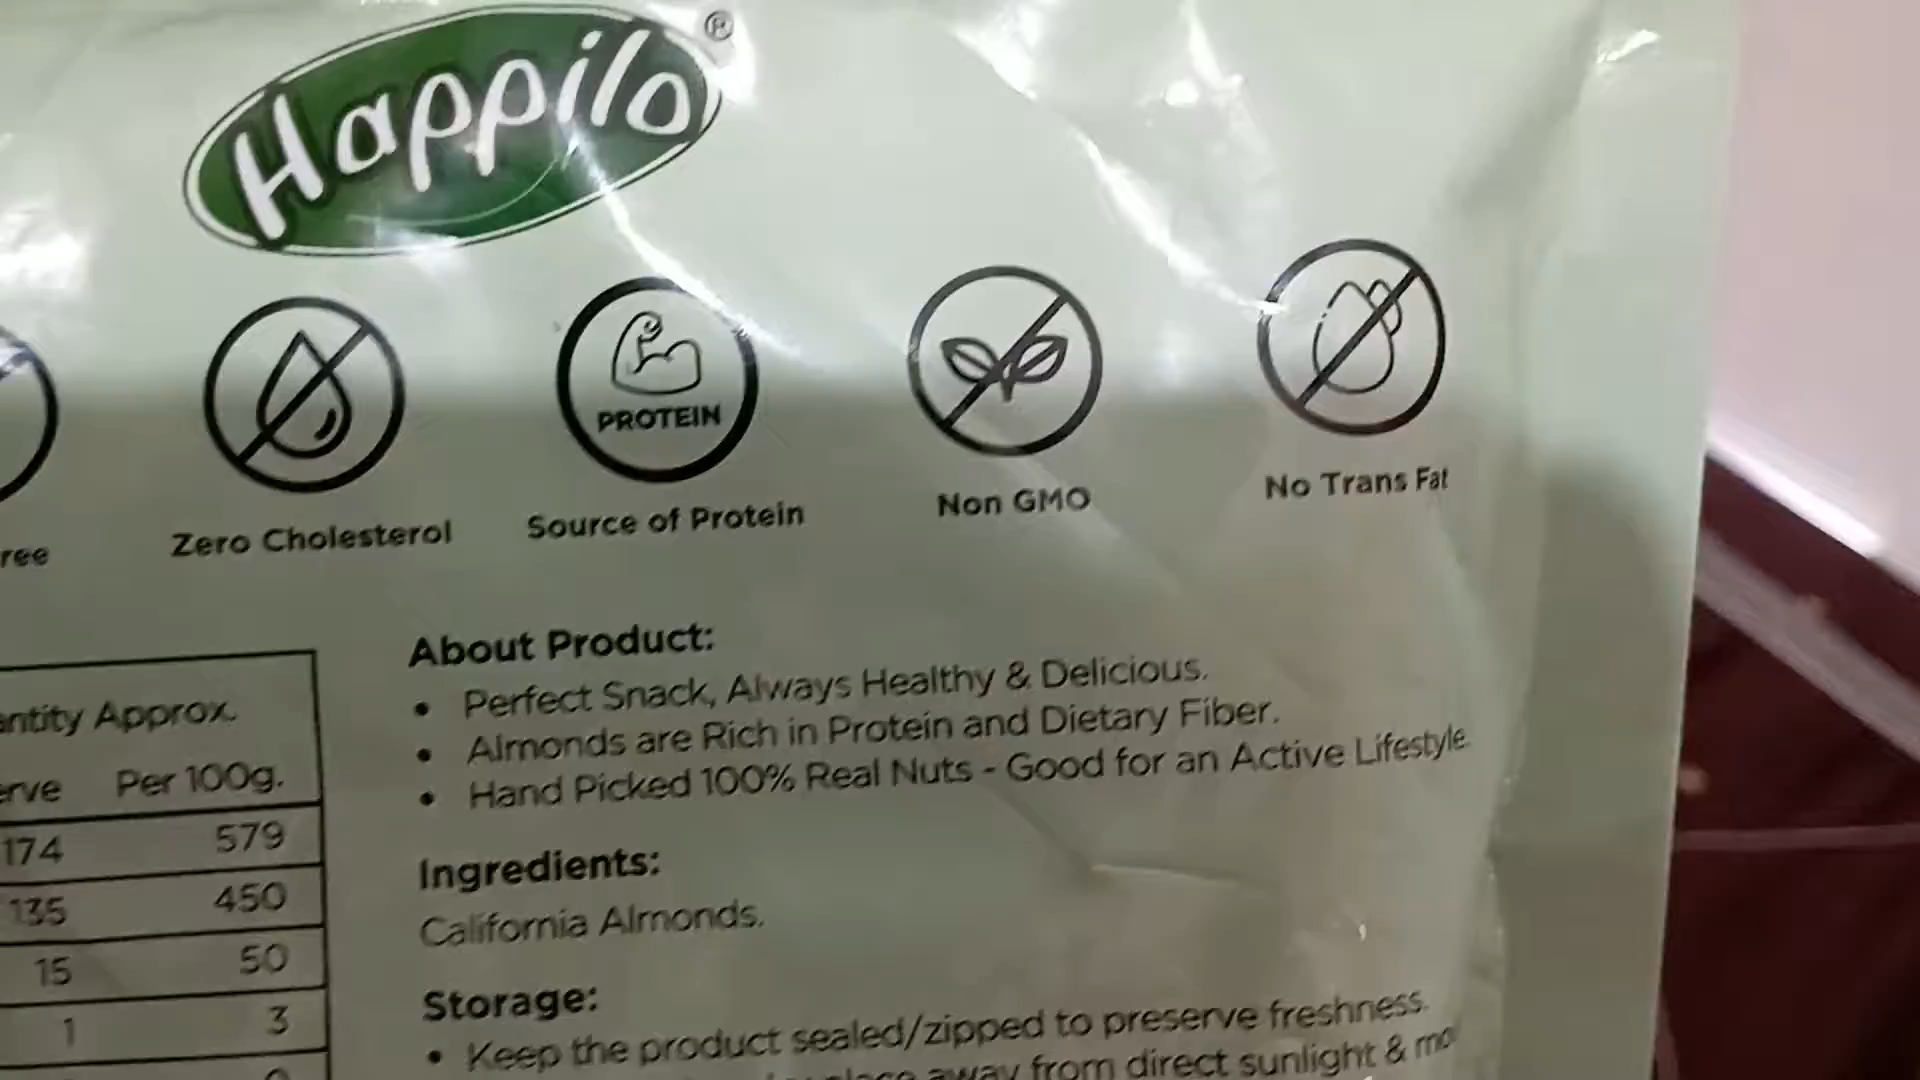 Happilo®
PROTEIN
ree
Zero Cholesterol
Source of Protein
Non GMO
No Trans Fat
antity Approx.
erve Per 100g.
174 579
135 450
15 50
1 3
About Product:
• Perfect Snack, Always Healthy & Delicious.
• Almonds are Rich in Protein and Dietary Fiber.
• Hand Picked 100% Real Nuts - Good for an Active Lifestyle.
Ingredients:
California Almonds.
Storage:
• Keep the product sealed/zipped to preserve freshness.
away from direct sunlight & mo